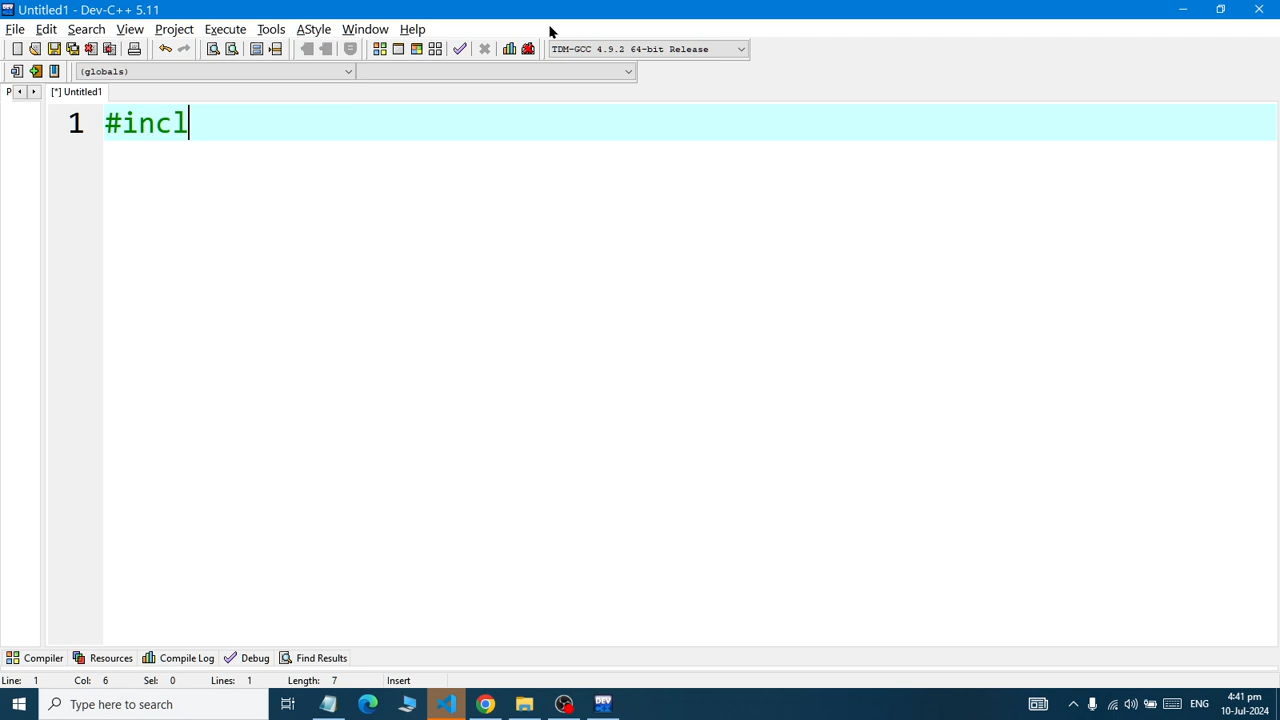 Untitled1 - Dev-C++ 5.11
File Edit Search View Project Execute Tools AStyle Window Help
TDM-GCC 4.9.2 64-bit Release
(globals)
P [*] Untitled1
1 #incl
Compiler Resources Compile Log Debug Find Results
Line: 1 Col: 6 Sel: 0 Lines: 1 Length: 7 Insert
Type here to search DEV ENG 4:41 pm
10-Jul-2024